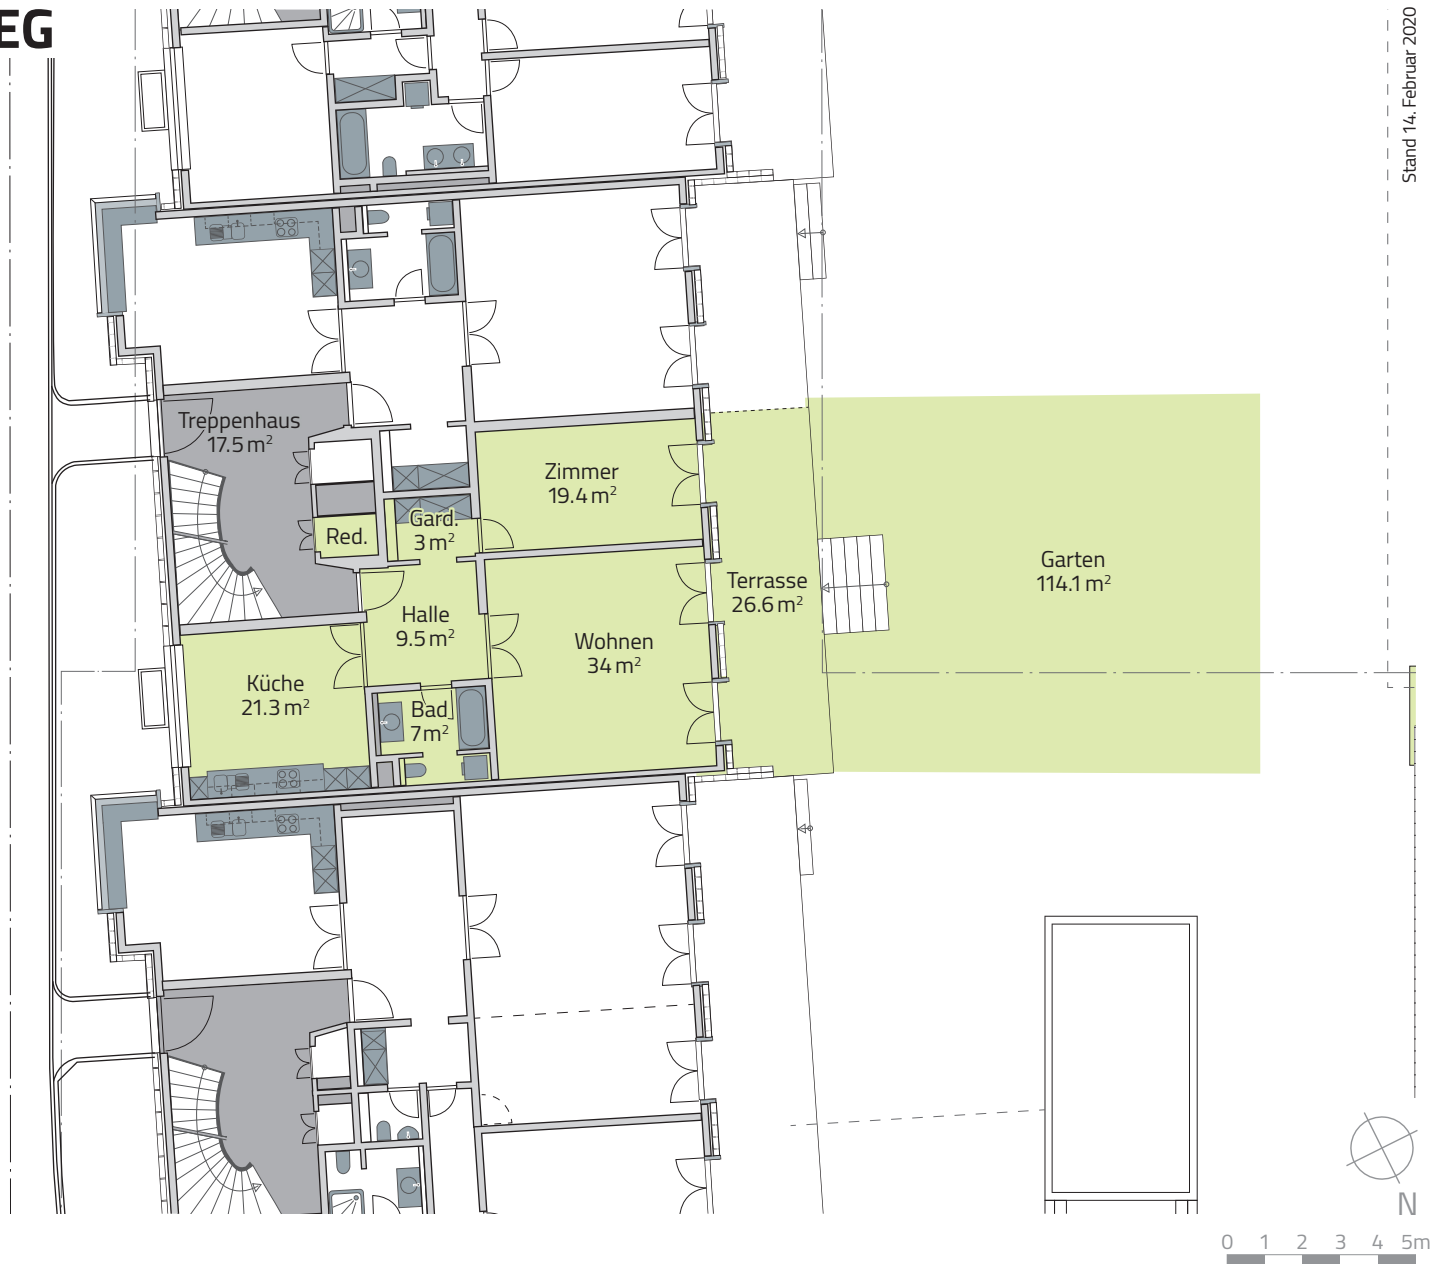 EG
Stand 14. Februar 2020
Treppenhaus
17.5 m²
Zimmer
19.4 m²
Gard.
3 m²
Red.
Garten
114.1 m²
Terrasse
26.6 m²
Halle
9.5 m²
Wohnen
34 m²
Küche
21.3 m²
Bad
7 m²
N
0 1 2 3 4 5m